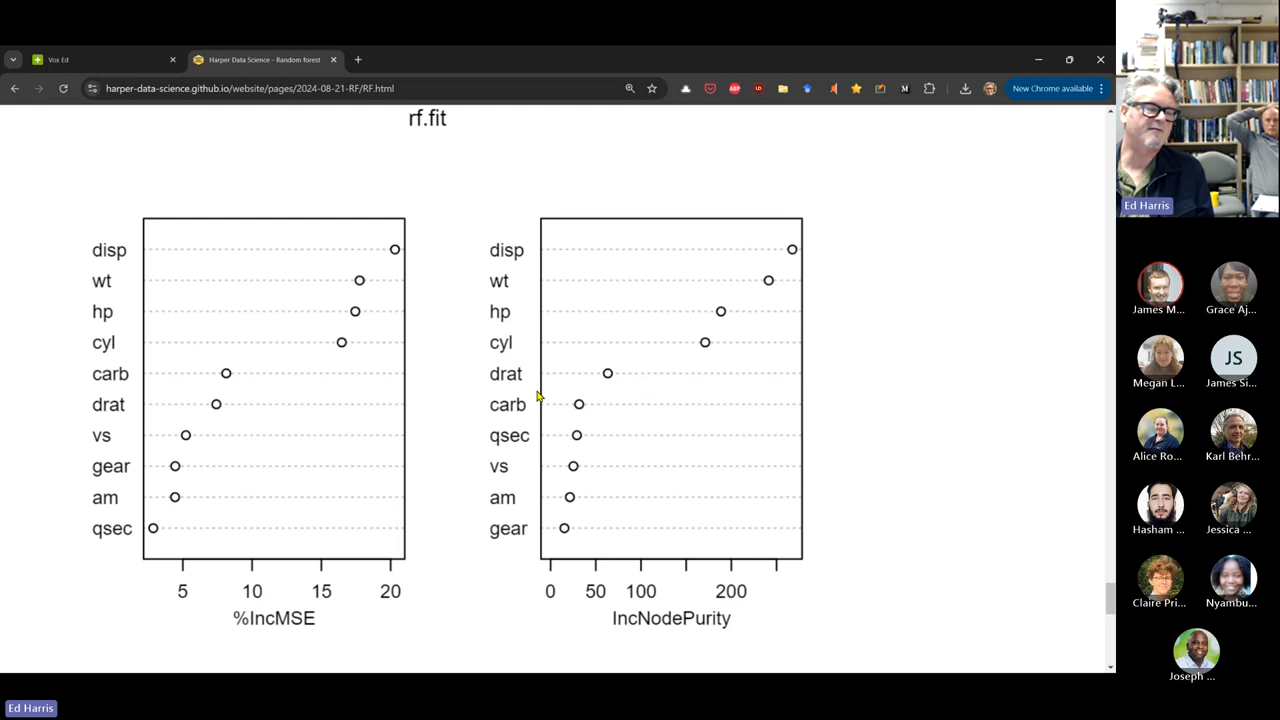 Vox Ed
Harper Data Science - Random forest
harper-data-science.github.io/website/pages/2024-08-21-RF/RF.html
New Chrome available
rf.fit
disp
wt
hp
cyl
carb
drat
vs
gear
am
qsec
5 10 15 20
%IncMSE
disp
wt
hp
cyl
drat
carb
qsec
vs
am
gear
0 50 100 200
IncNodePurity
Ed Harris
James M...
Grace Aj...
Megan L...
JS
James Si...
Alice Ro...
Karl Behr...
Hasham ...
Jessica ...
Claire Pri...
Nyambu...
Joseph ...
Ed Harris